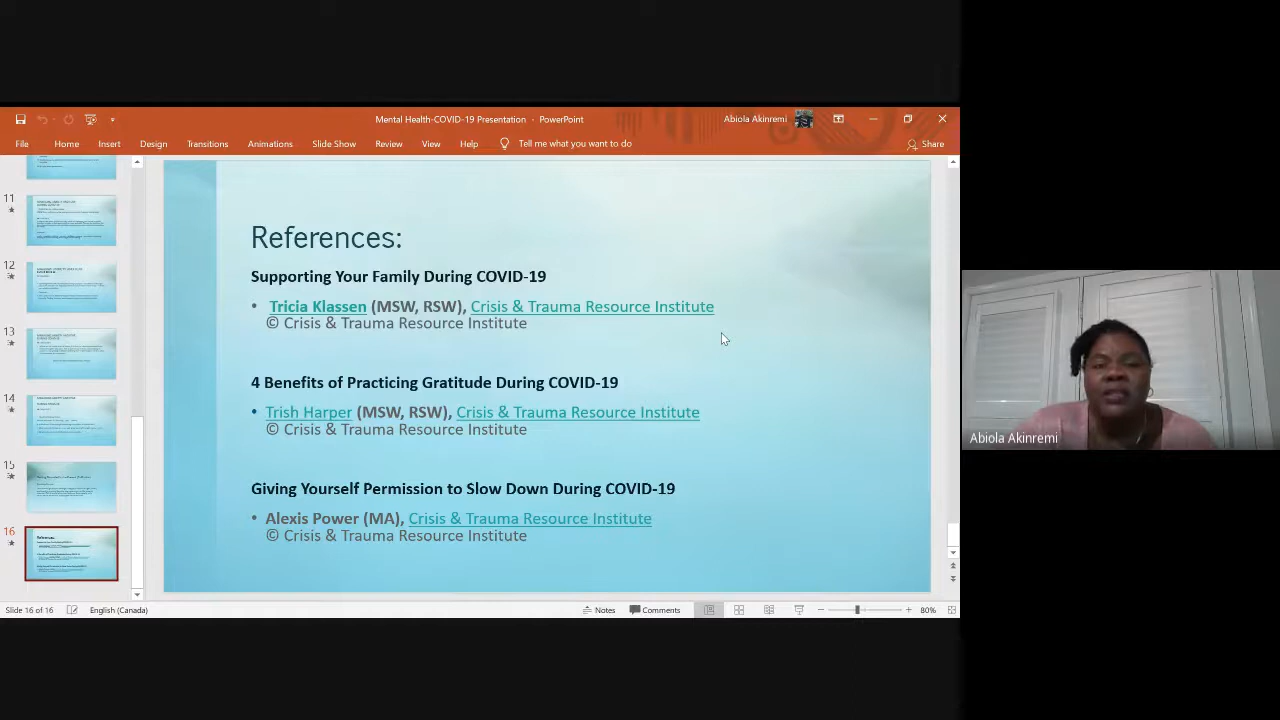 Mental Health-COVID-19 Presentation - PowerPoint
Abiola Akinremi
File Home Insert Design Transitions Animations Slide Show Review View Help Tell me what you want to do Share
11
12
13
14
15
16
References:
Supporting Your Family During COVID-19
• Tricia Klassen (MSW, RSW), Crisis & Trauma Resource Institute
© Crisis & Trauma Resource Institute
4 Benefits of Practicing Gratitude During COVID-19
• Trish Harper (MSW, RSW), Crisis & Trauma Resource Institute
© Crisis & Trauma Resource Institute
Giving Yourself Permission to Slow Down During COVID-19
• Alexis Power (MA), Crisis & Trauma Resource Institute
© Crisis & Trauma Resource Institute
Abiola Akinremi
Slide 16 of 16 English (Canada) Notes Comments 80%